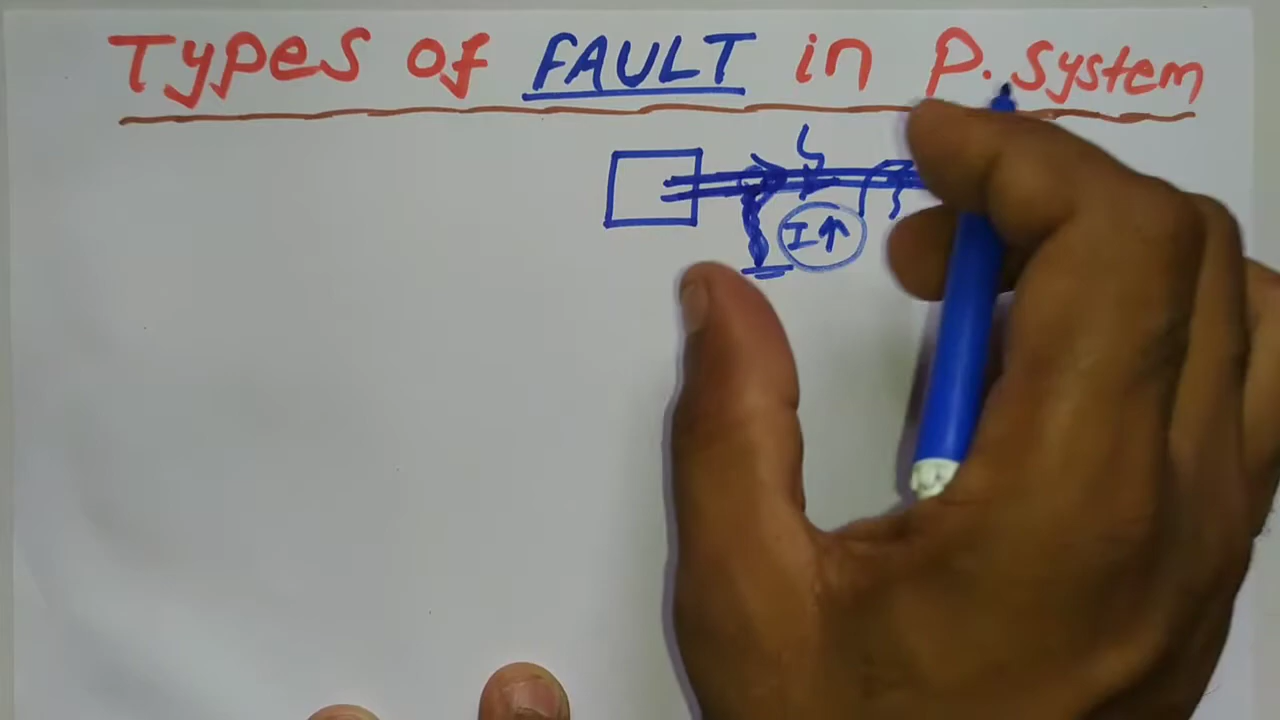 Types of FAULT in P. System
I↑